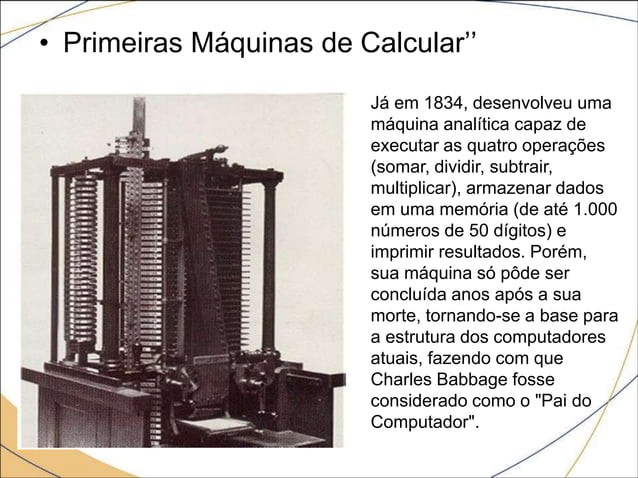 • Primeiras Máquinas de Calcular’’
Já em 1834, desenvolveu uma
máquina analítica capaz de
executar as quatro operações
(somar, dividir, subtrair,
multiplicar), armazenar dados
em uma memória (de até 1.000
números de 50 dígitos) e
imprimir resultados. Porém,
sua máquina só pôde ser
concluída anos após a sua
morte, tornando-se a base para
a estrutura dos computadores
atuais, fazendo com que
Charles Babbage fosse
considerado como o "Pai do
Computador".